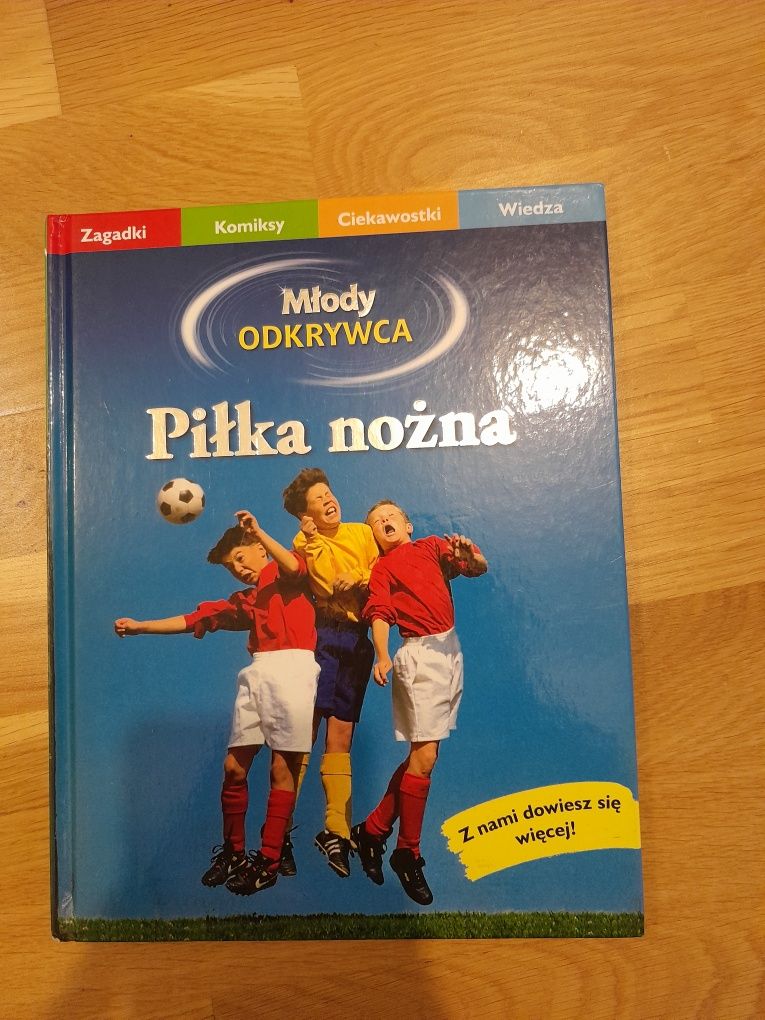 Zagadki
Komiksy
Ciekawostki
Wiedza
Młody
ODKRYWCA
Piłka nożna
Z nami dowiesz się
więcej!